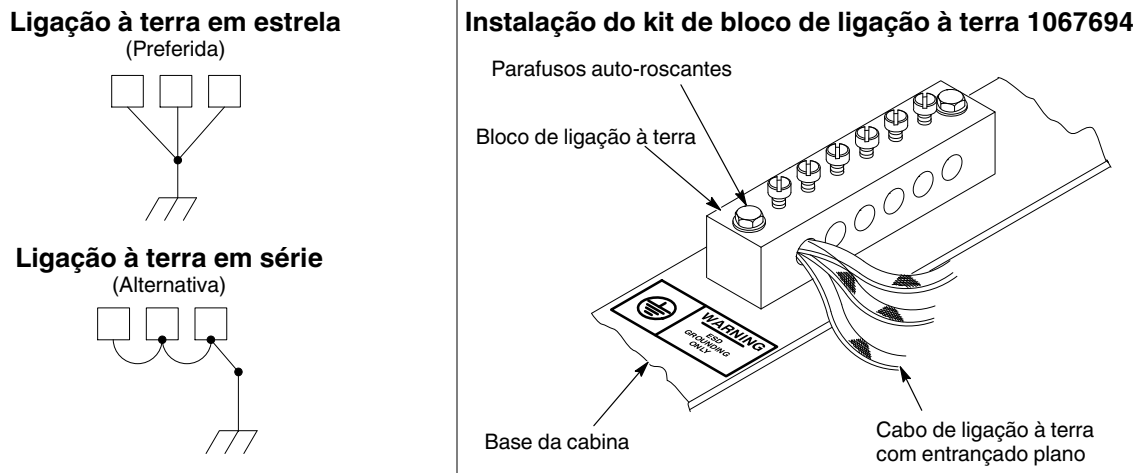 Ligação à terra em estrela
(Preferida)
Ligação à terra em série
(Alternativa)
Instalação do kit de bloco de ligação à terra 1067694
Parafusos auto-roscantes
Bloco de ligação à terra
WARNING
ESD
GROUNDING
ONLY
Base da cabina
Cabo de ligação à terra
com entrançado plano